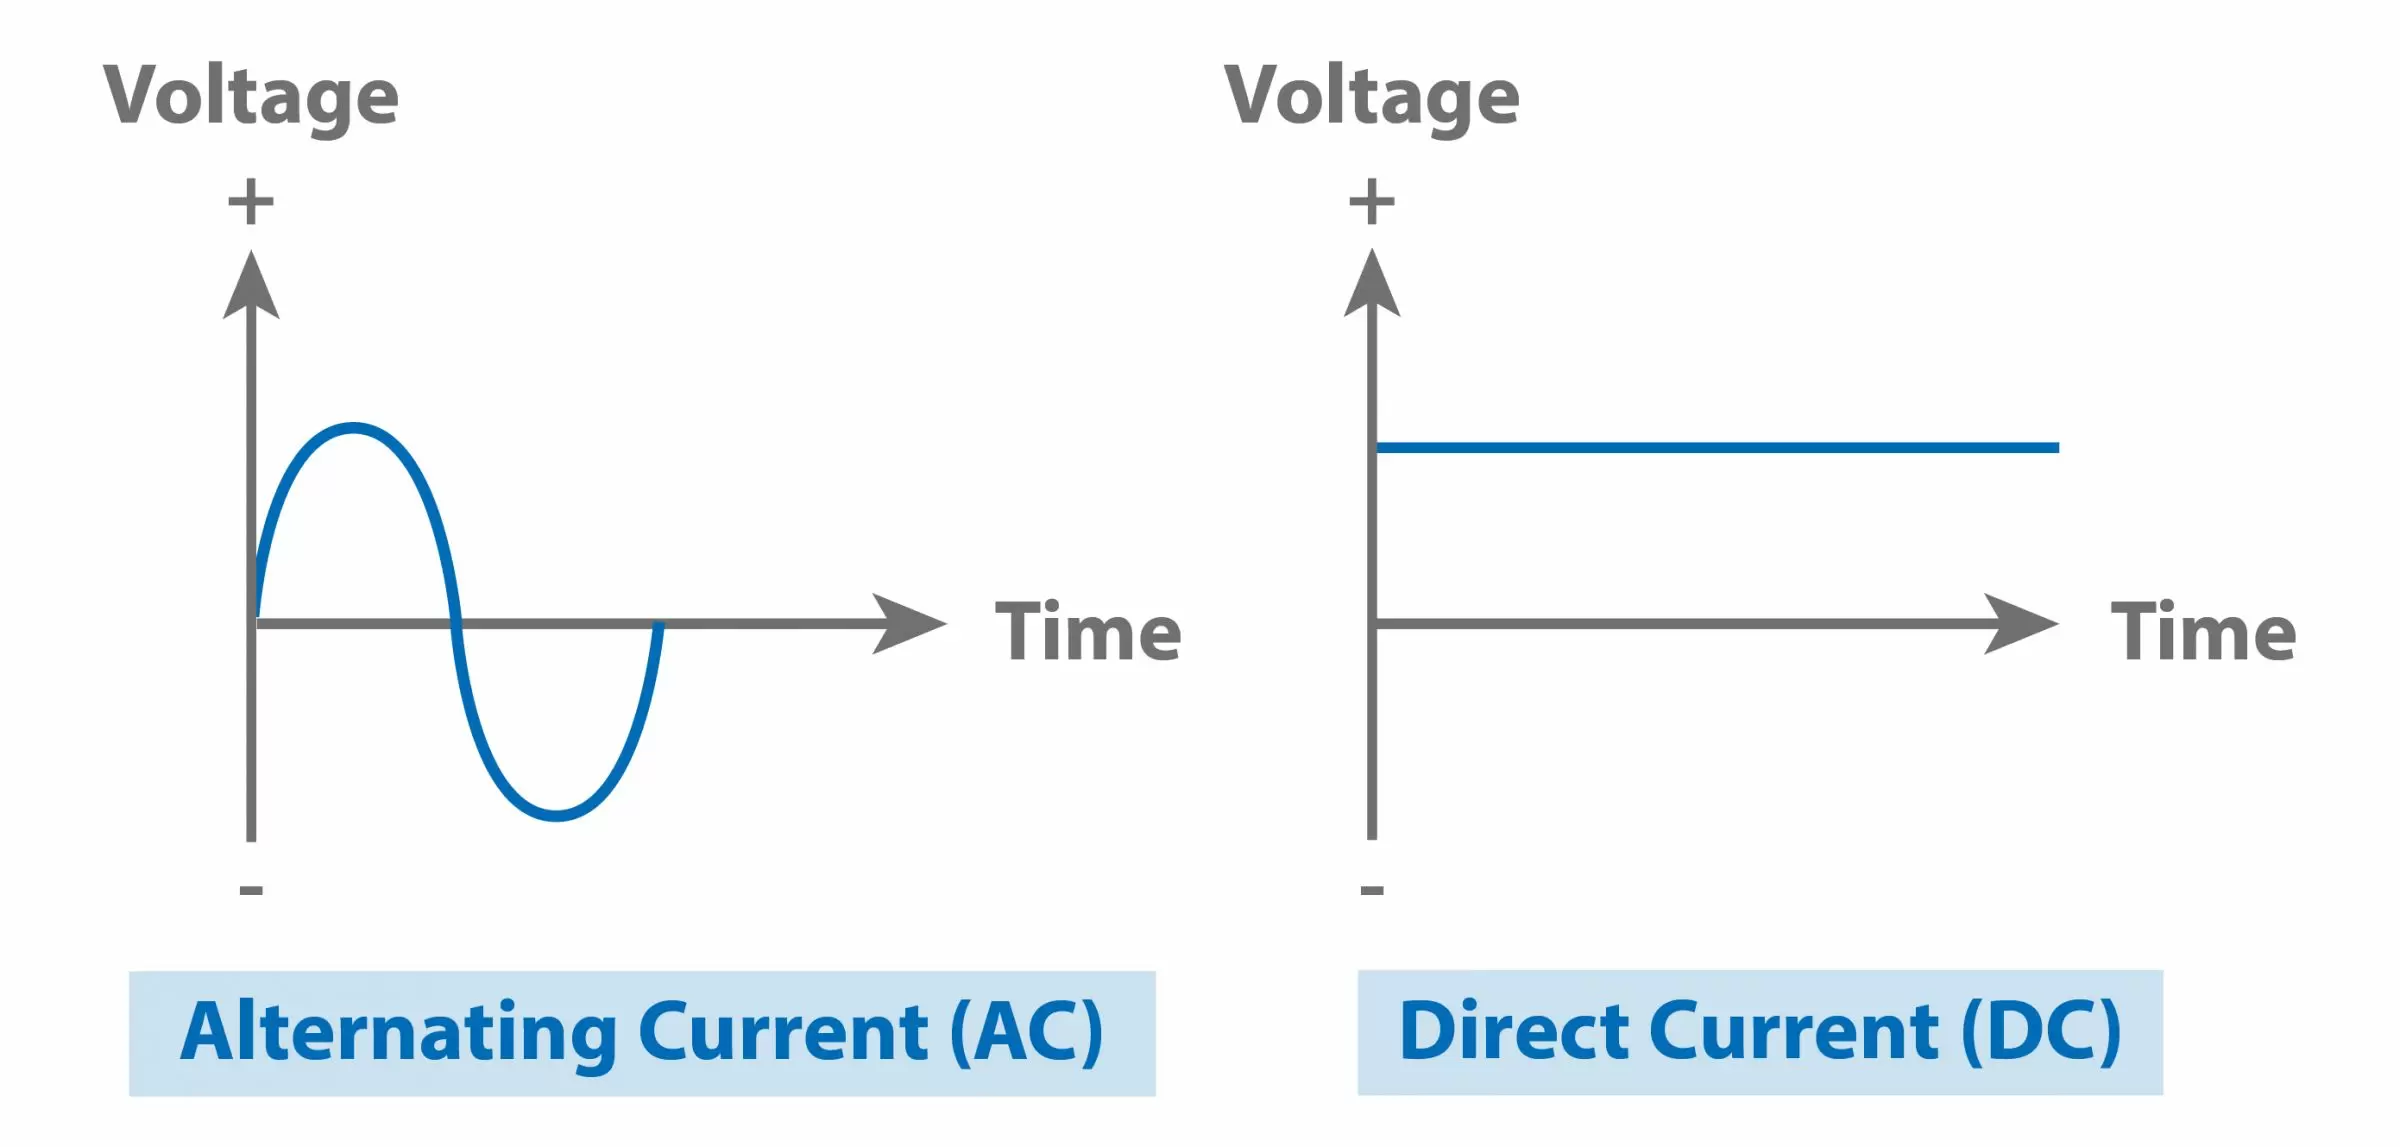 Voltage
+
Time
-
Alternating Current (AC)
Voltage
+
Time
-
Direct Current (DC)